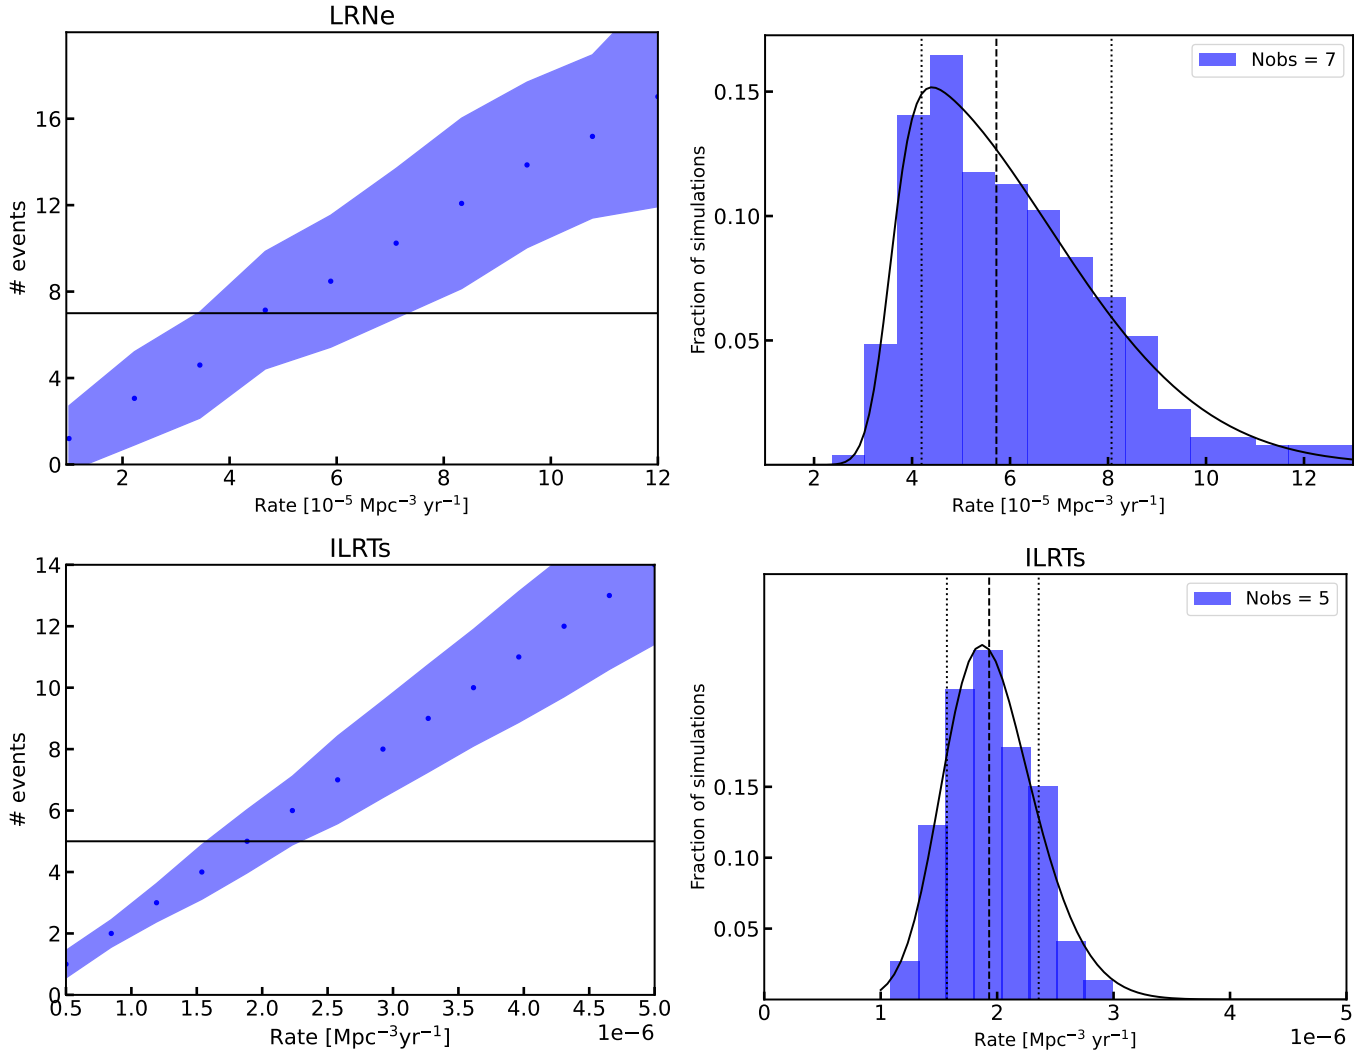 LRNe
16
12
8
4
0
# events
2 4 6 8 10 12
Rate [10⁻⁵ Mpc⁻³ yr⁻¹]
Nobs = 7
0.15
0.10
0.05
Fraction of simulations
2 4 6 8 10 12
Rate [10⁻⁵ Mpc⁻³ yr⁻¹]
ILRTs
14
12
10
8
6
4
2
0
# events
0.5 1.0 1.5 2.0 2.5 3.0 3.5 4.0 4.5 5.0
Rate [Mpc⁻³yr⁻¹]
1e−6
ILRTs
Nobs = 5
0.15
0.10
0.05
Fraction of simulations
0 1 2 3 4 5
Rate [Mpc⁻³ yr⁻¹]
1e−6